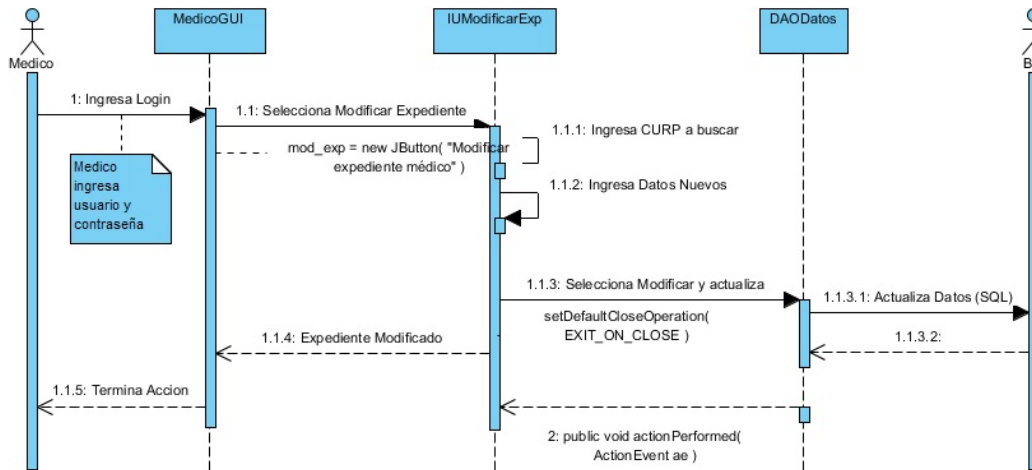 MedicoGUI
IUModificarExp
DAODatos
Medico
B
1: Ingresa Login
1.1: Selecciona Modificar Expediente
mod_exp = new JButton( "Modificar
expediente médico" )
Medico
ingresa
usuario y
contraseña
1.1.1: Ingresa CURP a buscar
1.1.2: Ingresa Datos Nuevos
1.1.3: Selecciona Modificar y actualiza
setDefaultCloseOperation(
EXIT_ON_CLOSE )
1.1.3.1: Actualiza Datos (SQL)
1.1.3.2:
1.1.4: Expediente Modificado
1.1.5: Termina Accion
2: public void actionPerformed(
ActionEvent ae )